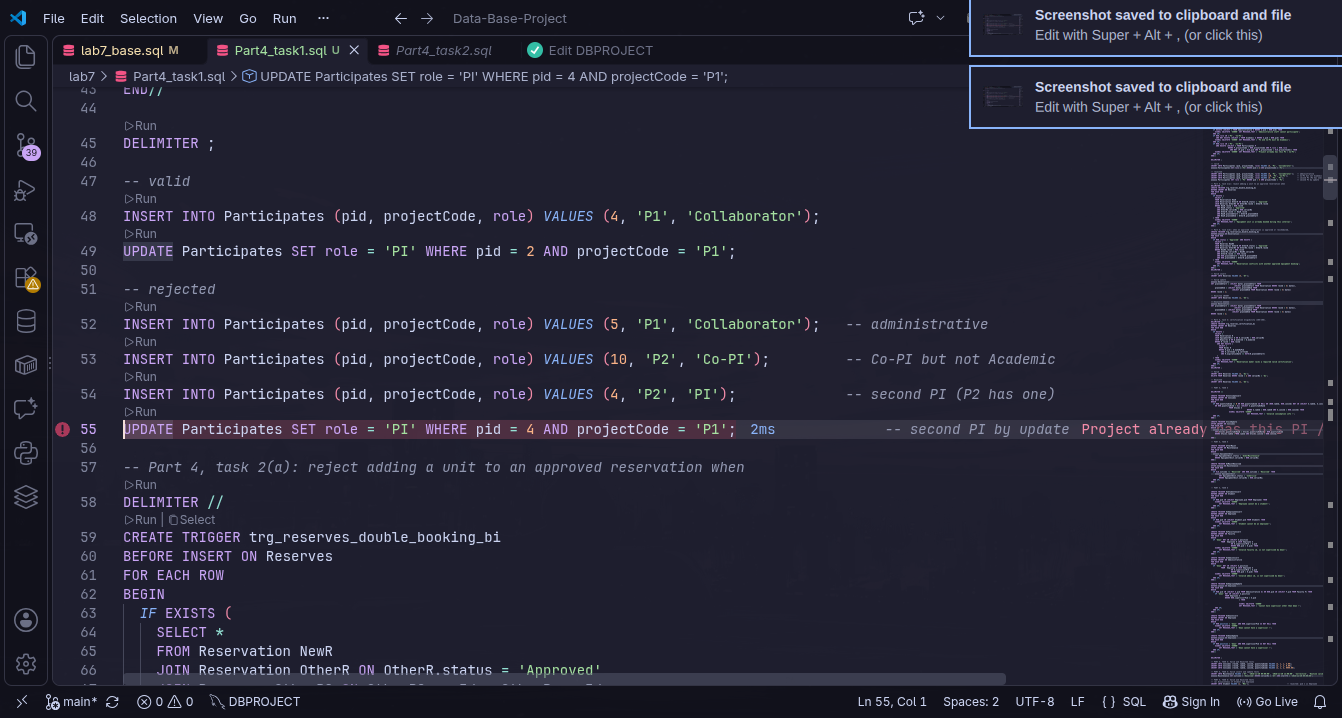 File Edit Selection View Go Run ··· Data-Base-Project
Screenshot saved to clipboard and file
Edit with Super + Alt + , (or click this)
Screenshot saved to clipboard and file
Edit with Super + Alt + , (or click this)
lab7_base.sql M Part4_task1.sql U Part4_task2.sql Edit DBPROJECT
lab7 > Part4_task1.sql > UPDATE Participates SET role = 'PI' WHERE pid = 4 AND projectCode = 'P1';
43 END//
44
Run
45 DELIMITER ;
46
47 -- valid
Run
48 INSERT INTO Participates (pid, projectCode, role) VALUES (4, 'P1', 'Collaborator');
Run
49 UPDATE Participates SET role = 'PI' WHERE pid = 2 AND projectCode = 'P1';
50
51 -- rejected
Run
52 INSERT INTO Participates (pid, projectCode, role) VALUES (5, 'P1', 'Collaborator'); -- administrative
Run
53 INSERT INTO Participates (pid, projectCode, role) VALUES (10, 'P2', 'Co-PI'); -- Co-PI but not Academic
Run
54 INSERT INTO Participates (pid, projectCode, role) VALUES (4, 'P2', 'PI'); -- second PI (P2 has one)
Run
55 UPDATE Participates SET role = 'PI' WHERE pid = 4 AND projectCode = 'P1'; 2ms -- second PI by update Project already has this PI /
56
57 -- Part 4, task 2(a): reject adding a unit to an approved reservation when
Run
58 DELIMITER //
Run | Select
59 CREATE TRIGGER trg_reserves_double_booking_bi
60 BEFORE INSERT ON Reserves
61 FOR EACH ROW
62 BEGIN
63 IF EXISTS (
64 SELECT *
65 FROM Reservation NewR
66 JOIN Reservation OtherR ON OtherR.status = 'Approved'
39
main* 0 0 DBPROJECT Ln 55, Col 1 Spaces: 2 UTF-8 LF { } SQL Sign In Go Live